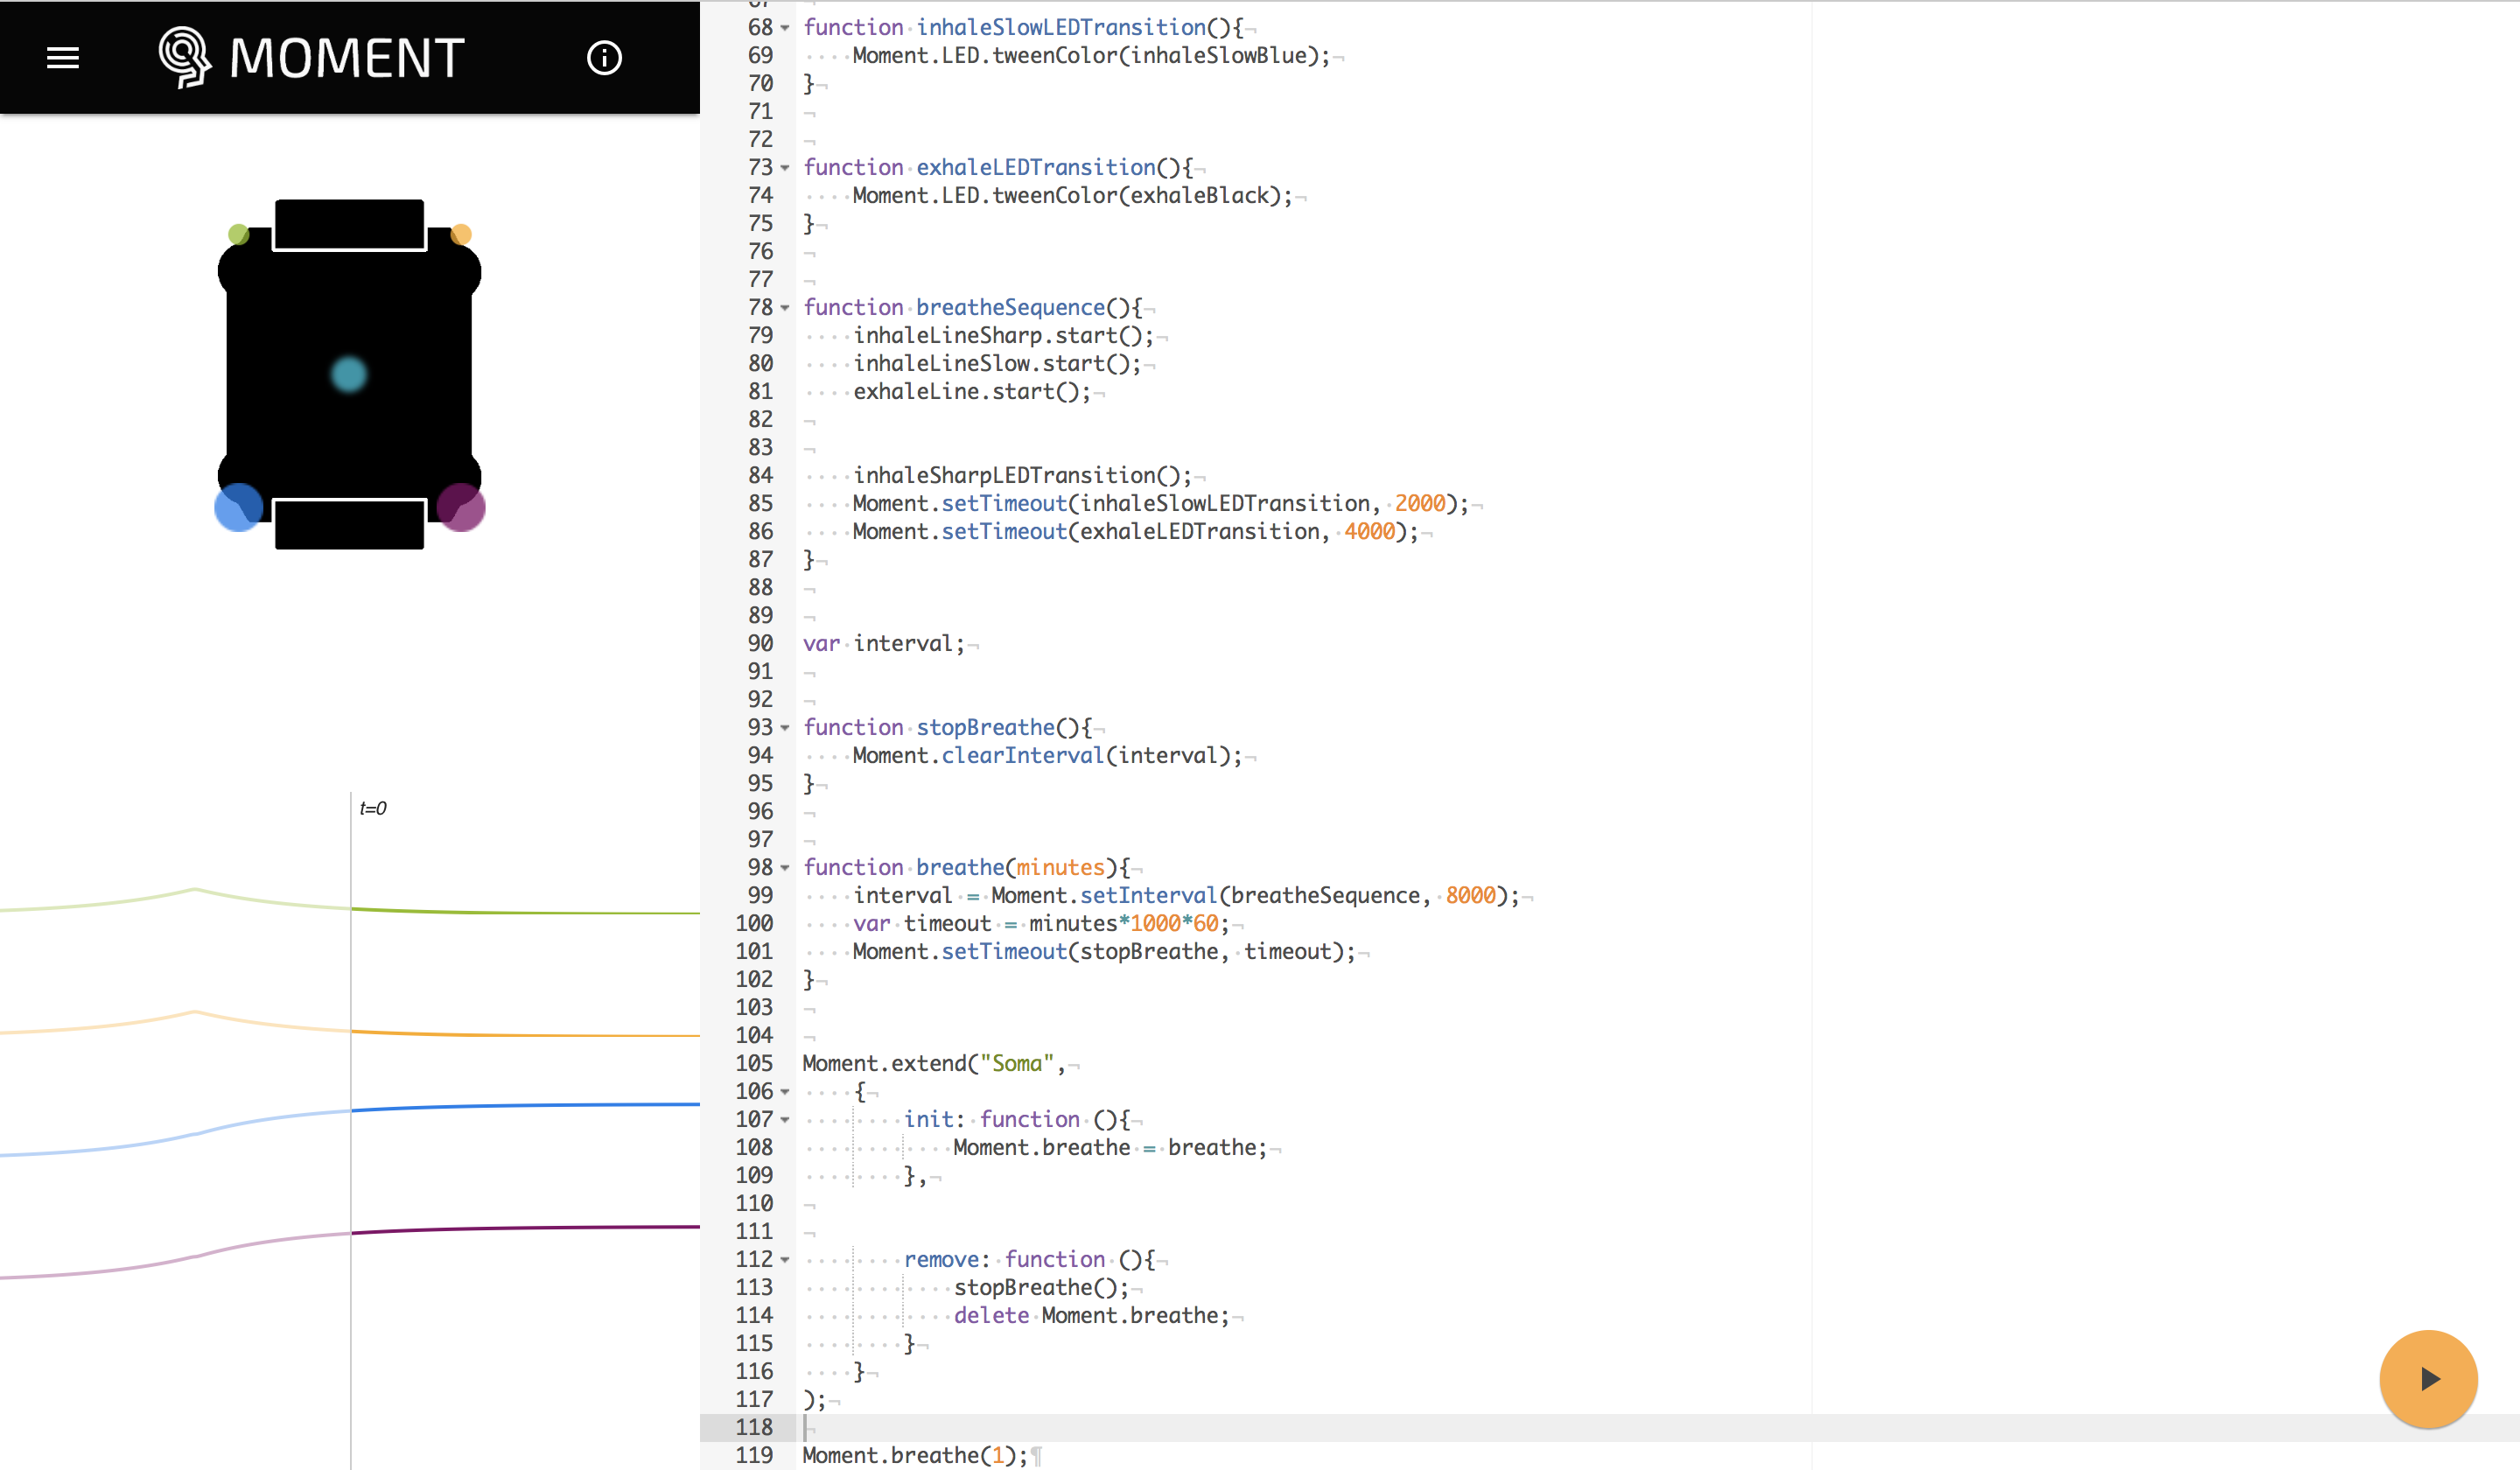 MOMENT
t=0
67
68 function inhaleSlowLEDTransition(){
69     Moment.LED.tweenColor(inhaleSlowBlue);
70 }
71
72
73 function exhaleLEDTransition(){
74     Moment.LED.tweenColor(exhaleBlack);
75 }
76
77
78 function breatheSequence(){
79     inhaleLineSharp.start();
80     inhaleLineSlow.start();
81     exhaleLine.start();
82
83
84     inhaleSharpLEDTransition();
85     Moment.setTimeout(inhaleSlowLEDTransition, 2000);
86     Moment.setTimeout(exhaleLEDTransition, 4000);
87 }
88
89
90 var interval;
91
92
93 function stopBreathe(){
94     Moment.clearInterval(interval);
95 }
96
97
98 function breathe(minutes){
99     interval = Moment.setInterval(breatheSequence, 8000);
100     var timeout = minutes*1000*60;
101     Moment.setTimeout(stopBreathe, timeout);
102 }
103
104
105 Moment.extend("Soma",
106     {
107         init: function (){
108             Moment.breathe = breathe;
109         },
110
111
112         remove: function (){
113             stopBreathe();
114             delete Moment.breathe;
115         }
116     }
117 );
118
119 Moment.breathe(1);